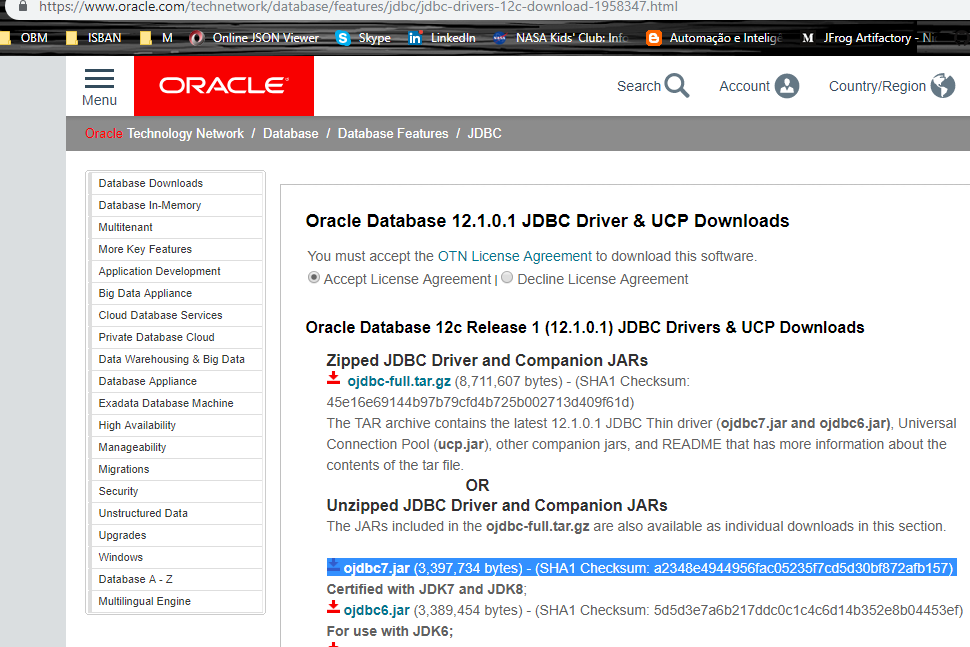 https://www.oracle.com/technetwork/database/features/jdbc/jdbc-drivers-12c-download-1958347.html
OBM ISBAN M Online JSON Viewer Skype LinkedIn NASA Kids' Club: Info Automação e Inteligê JFrog Artifactory - Ni
Menu
ORACLE
Search Account Country/Region
Oracle Technology Network / Database / Database Features / JDBC
Database Downloads
Database In-Memory
Multitenant
More Key Features
Application Development
Big Data Appliance
Cloud Database Services
Private Database Cloud
Data Warehousing & Big Data
Database Appliance
Exadata Database Machine
High Availability
Manageability
Migrations
Security
Unstructured Data
Upgrades
Windows
Database A - Z
Multilingual Engine
Oracle Database 12.1.0.1 JDBC Driver & UCP Downloads
You must accept the OTN License Agreement to download this software.
Accept License Agreement | Decline License Agreement
Oracle Database 12c Release 1 (12.1.0.1) JDBC Drivers & UCP Downloads
Zipped JDBC Driver and Companion JARs
ojdbc-full.tar.gz (8,711,607 bytes) - (SHA1 Checksum:
45e16e69144b97b79cfd4b725b002713d409f61d)
The TAR archive contains the latest 12.1.0.1 JDBC Thin driver (ojdbc7.jar and ojdbc6.jar), Universal
Connection Pool (ucp.jar), other companion jars, and README that has more information about the
contents of the tar file.
OR
Unzipped JDBC Driver and Companion JARs
The JARs included in the ojdbc-full.tar.gz are also available as individual downloads in this section.
ojdbc7.jar (3,397,734 bytes) - (SHA1 Checksum: a2348e4944956fac05235f7cd5d30bf872afb157)
Certified with JDK7 and JDK8;
ojdbc6.jar (3,389,454 bytes) - (SHA1 Checksum: 5d5d3e7a6b217ddc0c1c4c6d14b352e8b04453ef)
For use with JDK6;